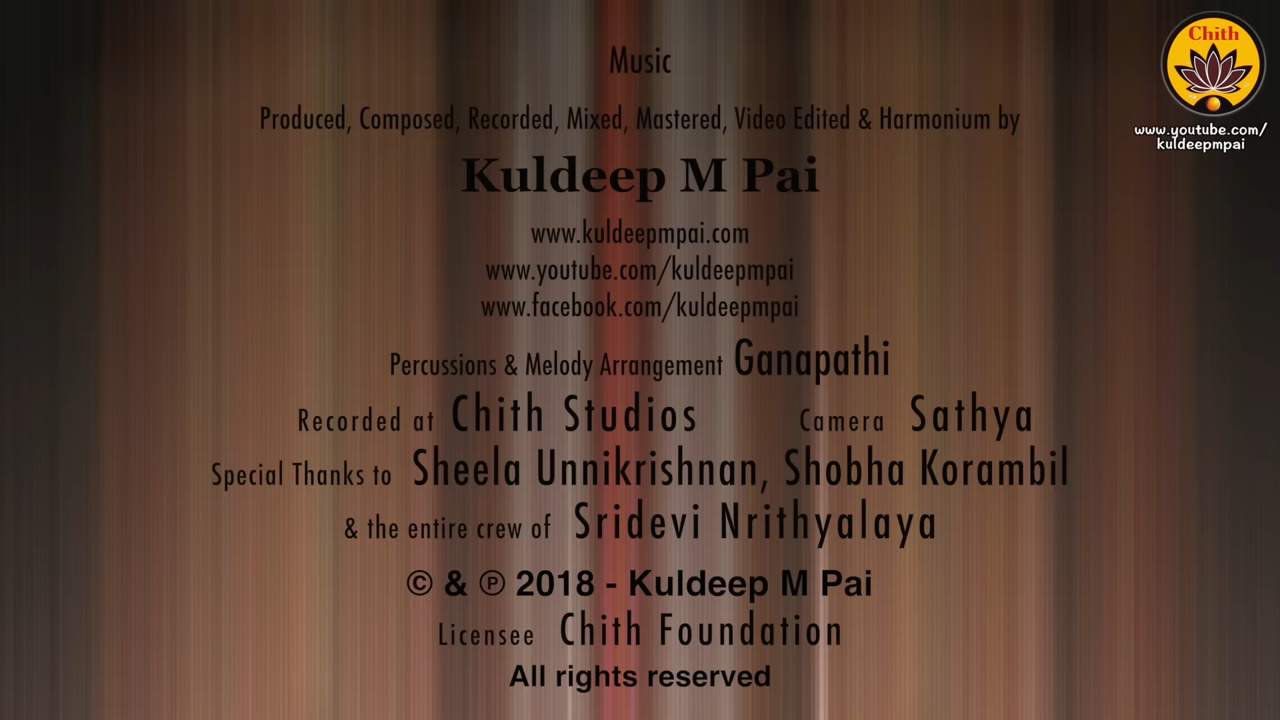 Chith
www.youtube.com/
kuldeepmpai
Music
Produced, Composed, Recorded, Mixed, Mastered, Video Edited & Harmonium by
Kuldeep M Pai
www.kuldeepmpai.com
www.youtube.com/kuldeepmpai
www.facebook.com/kuldeepmpai
Percussions & Melody Arrangement Ganapathi
Recorded at Chith Studios Camera Sathya
Special Thanks to Sheela Unnikrishnan, Shobha Korambil
& the entire crew of Sridevi Nrithyalaya
© & ℗ 2018 - Kuldeep M Pai
Licensee Chith Foundation
All rights reserved